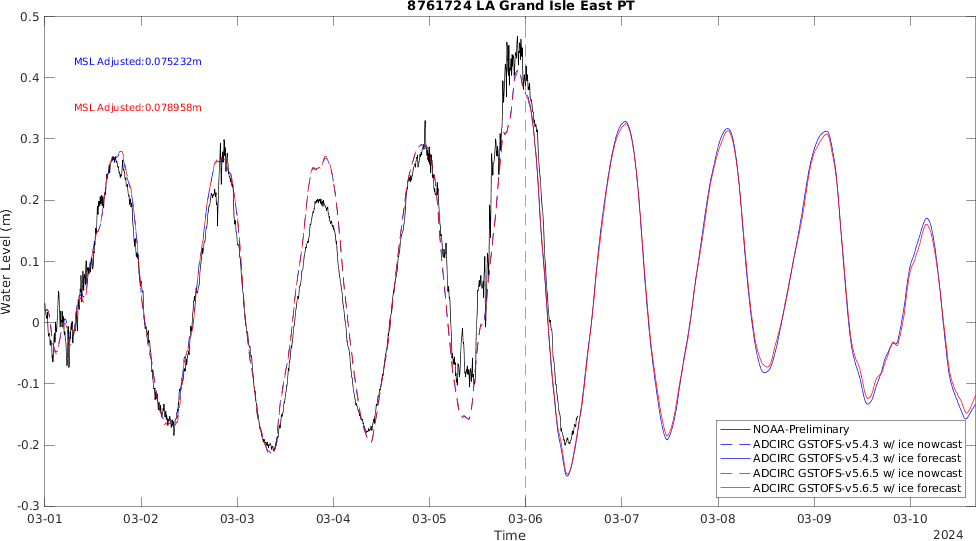 8761724 LA Grand Isle East PT
0.5
0.4
0.3
0.2
0.1
0
-0.1
-0.2
-0.3
Water Level (m)
MSL Adjusted:0.075232m
MSL Adjusted:0.078958m
NOAA-Preliminary
ADCIRC GSTOFS-v5.4.3 w/ ice nowcast
ADCIRC GSTOFS-v5.4.3 w/ ice forecast
ADCIRC GSTOFS-v5.6.5 w/ ice nowcast
ADCIRC GSTOFS-v5.6.5 w/ ice forecast
03-01 03-02 03-03 03-04 03-05 03-06 03-07 03-08 03-09 03-10
Time
2024